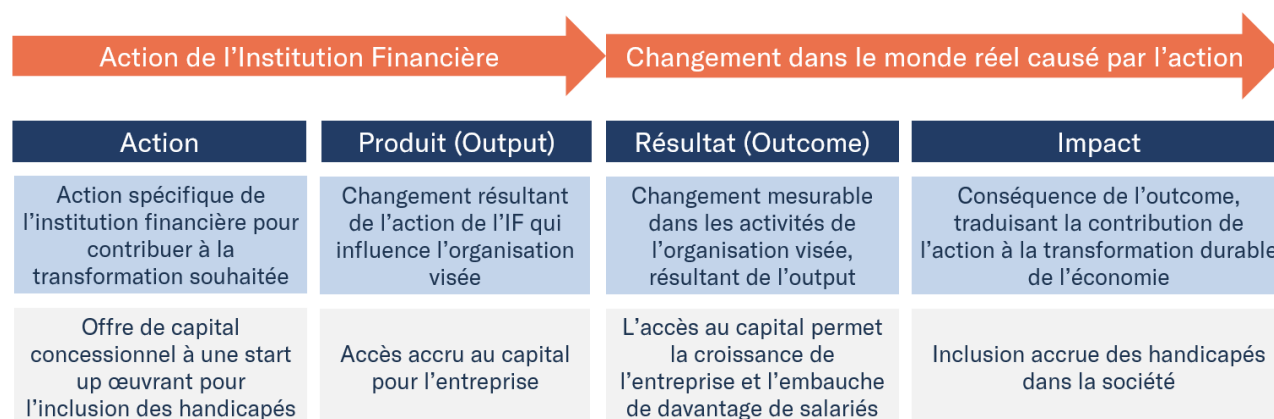 Action de l’Institution Financière
Changement dans le monde réel causé par l’action
Action
Produit (Output)
Résultat (Outcome)
Impact
Action spécifique de
l’institution financière pour
contribuer à la
transformation souhaitée
Changement résultant
de l’action de l’IF qui
influence l’organisation
visée
Changement mesurable
dans les activités de
l’organisation visée,
résultant de l’output
Conséquence de l’outcome,
traduisant la contribution de
l’action à la transformation durable
de l’économie
Offre de capital
concessionnel à une start
up œuvrant pour
l’inclusion des handicapés
Accès accru au capital
pour l’entreprise
L’accès au capital permet
la croissance de
l’entreprise et l’embauche
de davantage de salariés
Inclusion accrue des handicapés
dans la société